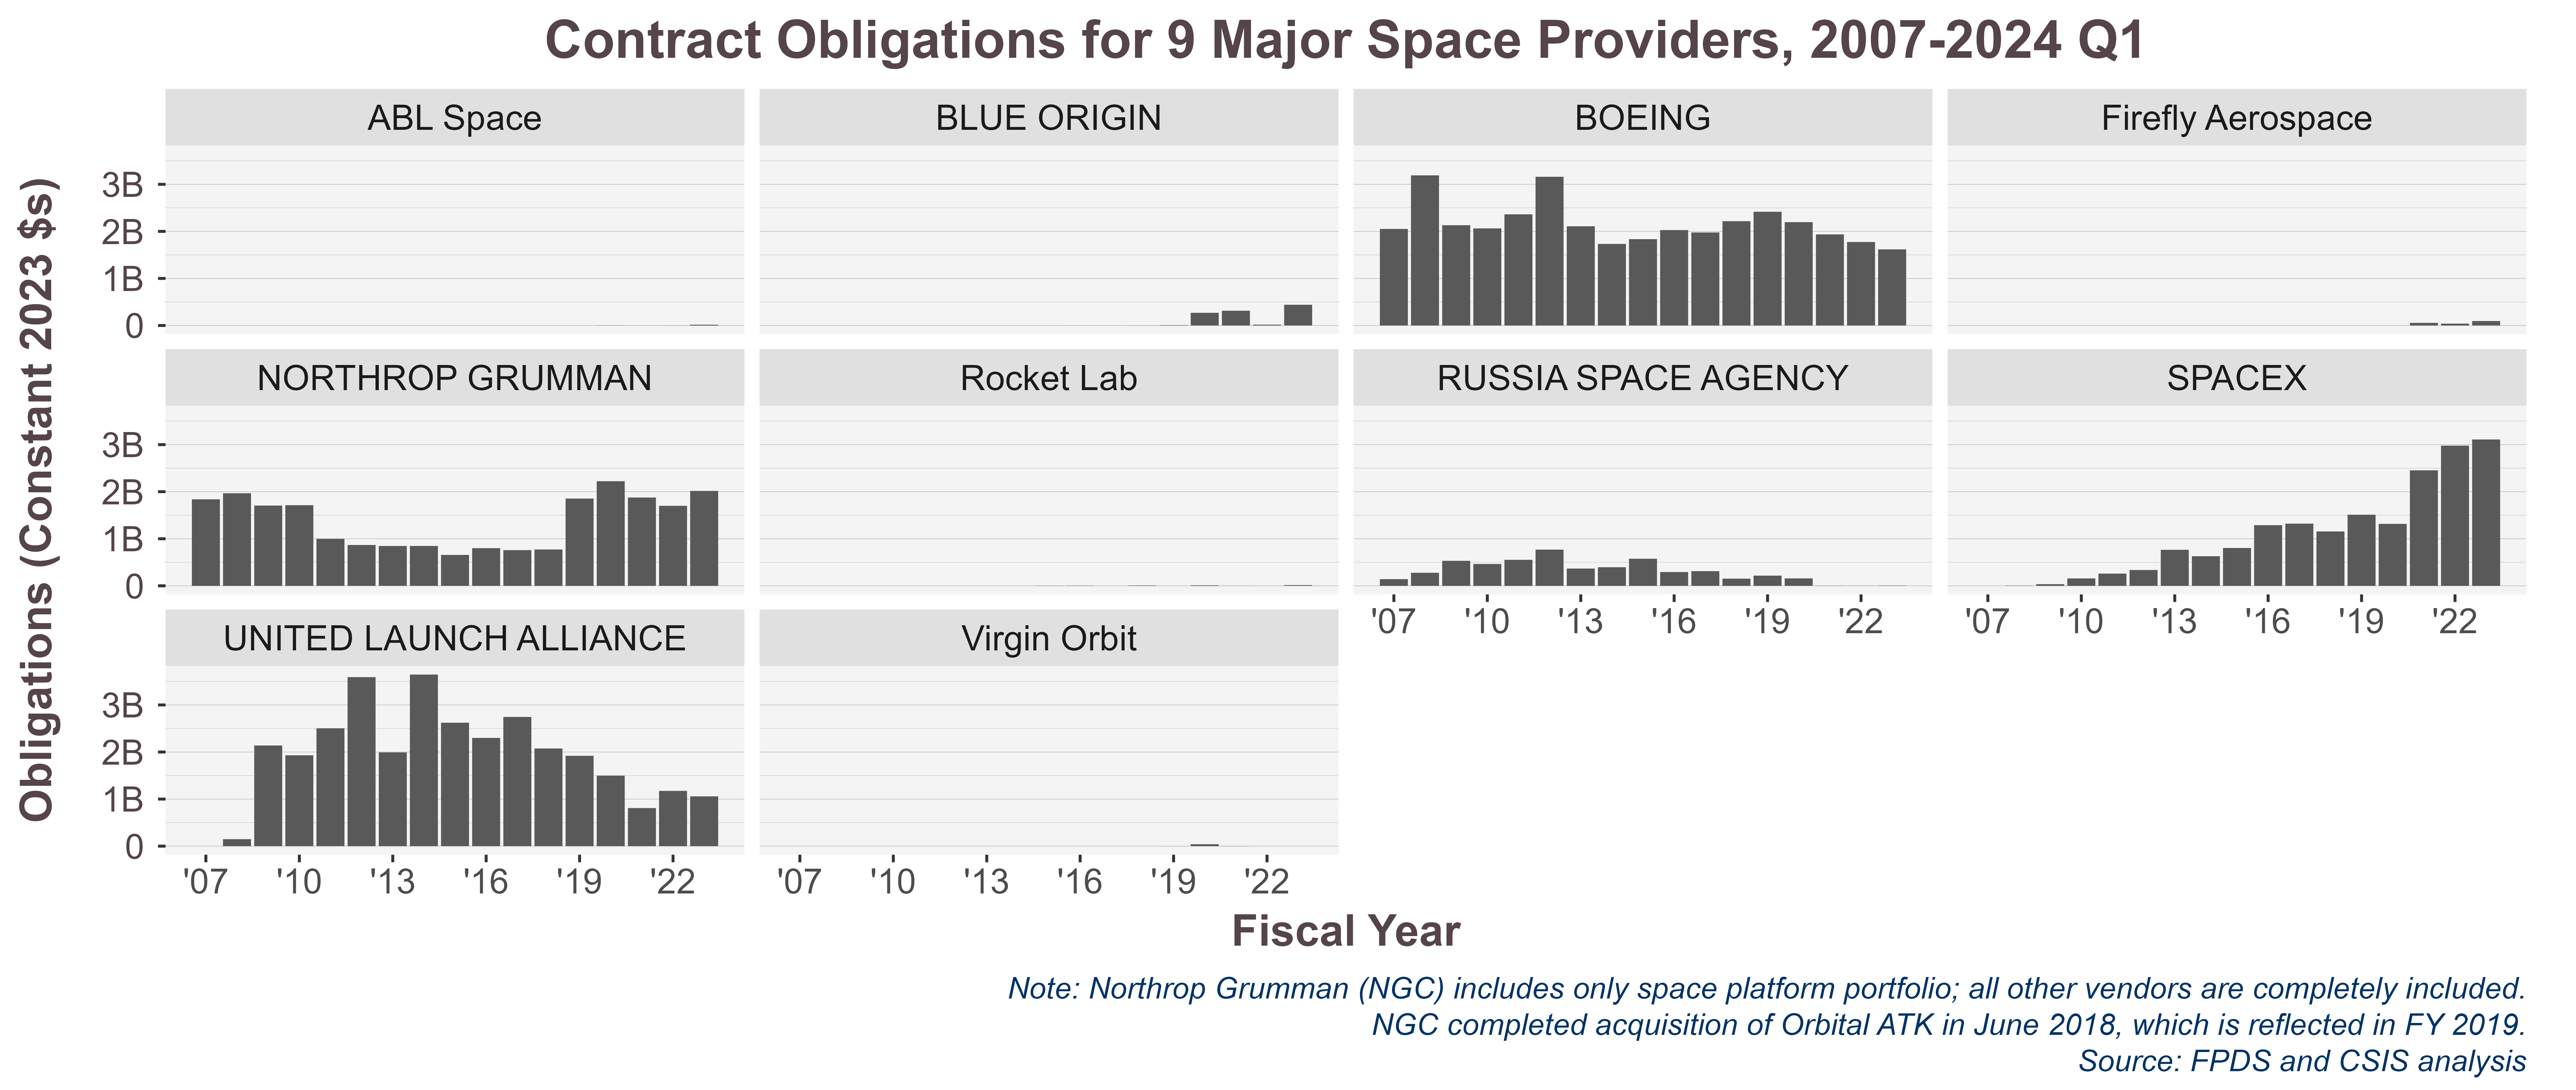 Contract Obligations for 9 Major Space Providers, 2007-2024 Q1
Obligations (Constant 2023 $s)
ABL Space
BLUE ORIGIN
BOEING
Firefly Aerospace
3B
2B
1B
0
NORTHROP GRUMMAN
Rocket Lab
RUSSIA SPACE AGENCY
SPACEX
3B
2B
1B
0
'07 '10 '13 '16 '19 '22
'07 '10 '13 '16 '19 '22
UNITED LAUNCH ALLIANCE
Virgin Orbit
3B
2B
1B
0
'07 '10 '13 '16 '19 '22
'07 '10 '13 '16 '19 '22
Fiscal Year
Note: Northrop Grumman (NGC) includes only space platform portfolio; all other vendors are completely included.
NGC completed acquisition of Orbital ATK in June 2018, which is reflected in FY 2019.
Source: FPDS and CSIS analysis